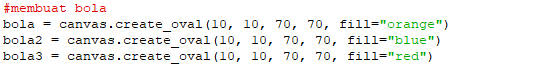 #membuat bola
bola = canvas.create_oval(10, 10, 70, 70, fill="orange")
bola2 = canvas.create_oval(10, 10, 70, 70, fill="blue")
bola3 = canvas.create_oval(10, 10, 70, 70, fill="red")